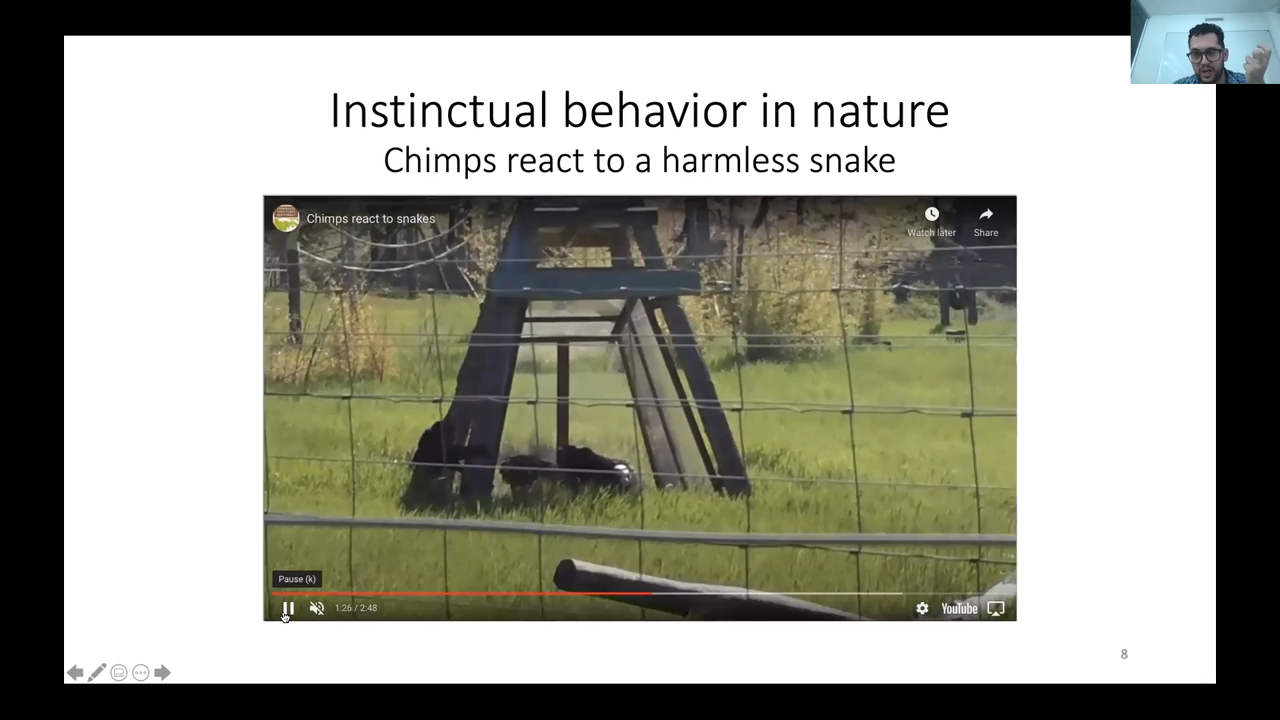 Instinctual behavior in nature
Chimps react to a harmless snake
Chimps react to snakes
Watch later
Share
Pause (k)
1:26 / 2:48
YouTube
8